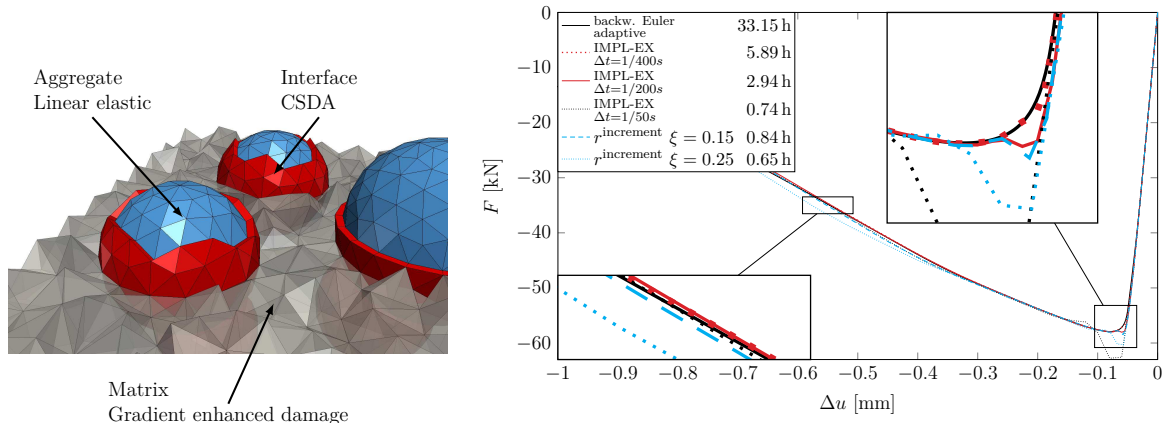 Aggregate
Linear elastic
Interface
CSDA
Matrix
Gradient enhanced damage
backw. Euler
adaptive 33.15 h
IMPL-EX
Δt=1/400s 5.89 h
IMPL-EX
Δt=1/200s 2.94 h
IMPL-EX
Δt=1/50s 0.74 h
r^increment ξ = 0.15 0.84 h
r^increment ξ = 0.25 0.65 h
0
−10
−20
−30
−40
−50
−60
F [kN]
−1 −0.9 −0.8 −0.7 −0.6 −0.5 −0.4 −0.3 −0.2 −0.1 0
Δu [mm]